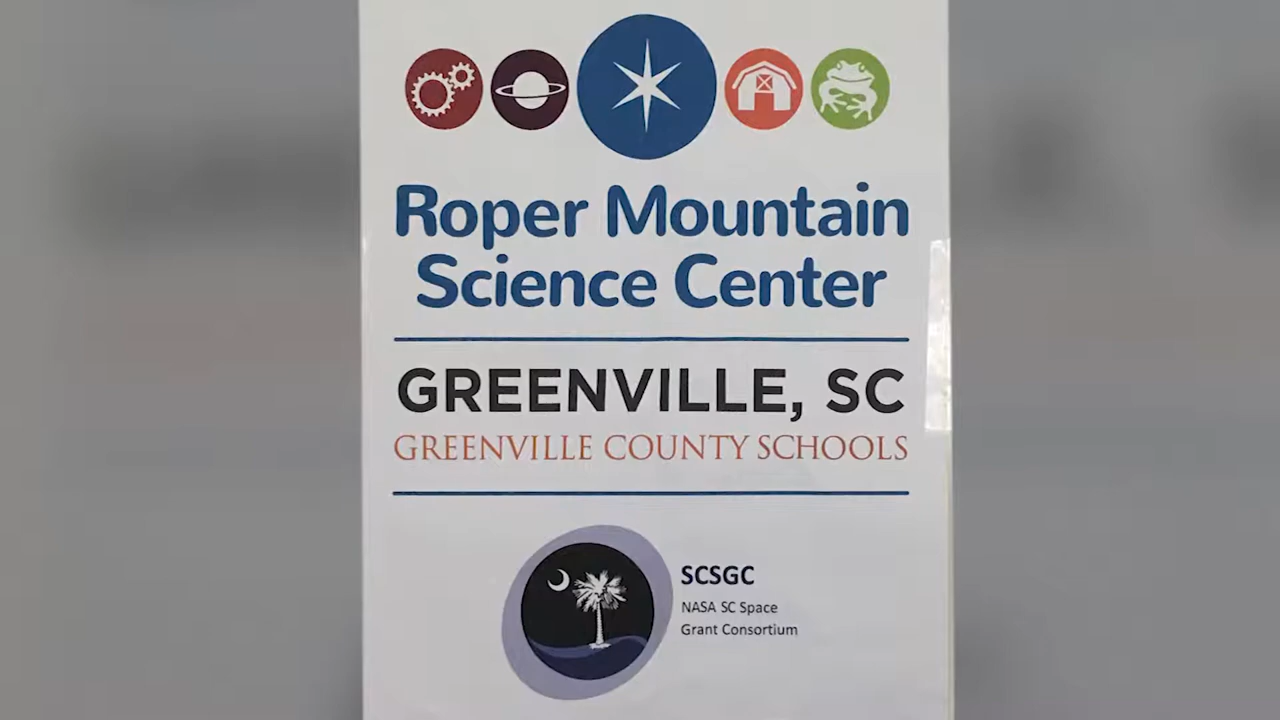 Roper Mountain
Science Center
GREENVILLE, SC
GREENVILLE COUNTY SCHOOLS
SCSGC
NASA SC Space
Grant Consortium